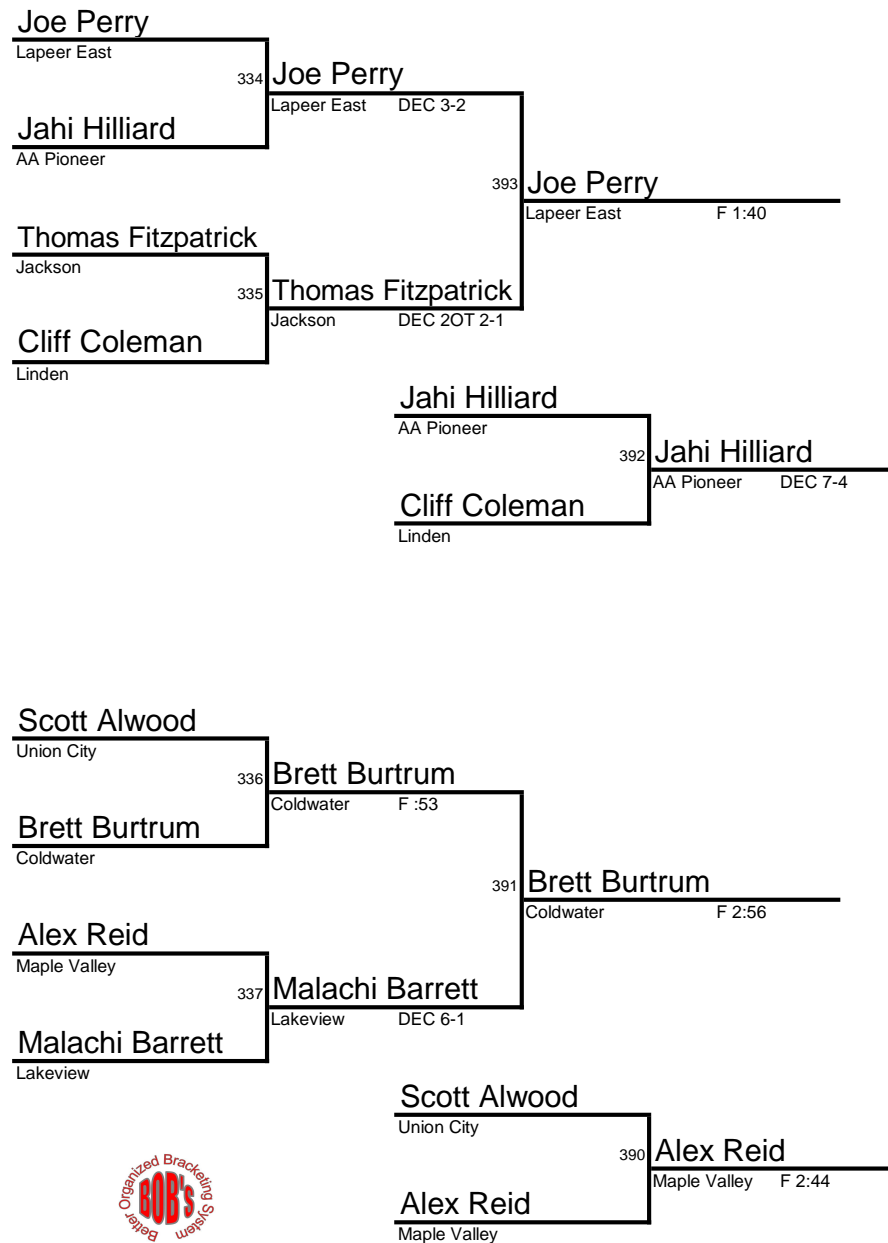 Joe Perry
Lapeer East
334
Joe Perry
Lapeer East DEC 3-2
Jahi Hilliard
AA Pioneer
393
Joe Perry
Lapeer East F 1:40
Thomas Fitzpatrick
Jackson
335
Thomas Fitzpatrick
Jackson DEC 2OT 2-1
Cliff Coleman
Linden
Jahi Hilliard
AA Pioneer
392
Jahi Hilliard
AA Pioneer DEC 7-4
Cliff Coleman
Linden
Scott Alwood
Union City
336
Brett Burtrum
Coldwater F :53
Brett Burtrum
Coldwater
391
Brett Burtrum
Coldwater F 2:56
Alex Reid
Maple Valley
337
Malachi Barrett
Lakeview DEC 6-1
Malachi Barrett
Lakeview
Scott Alwood
Union City
390
Alex Reid
Maple Valley F 2:44
Alex Reid
Maple Valley
Better Organized Bracketing System
BOB's